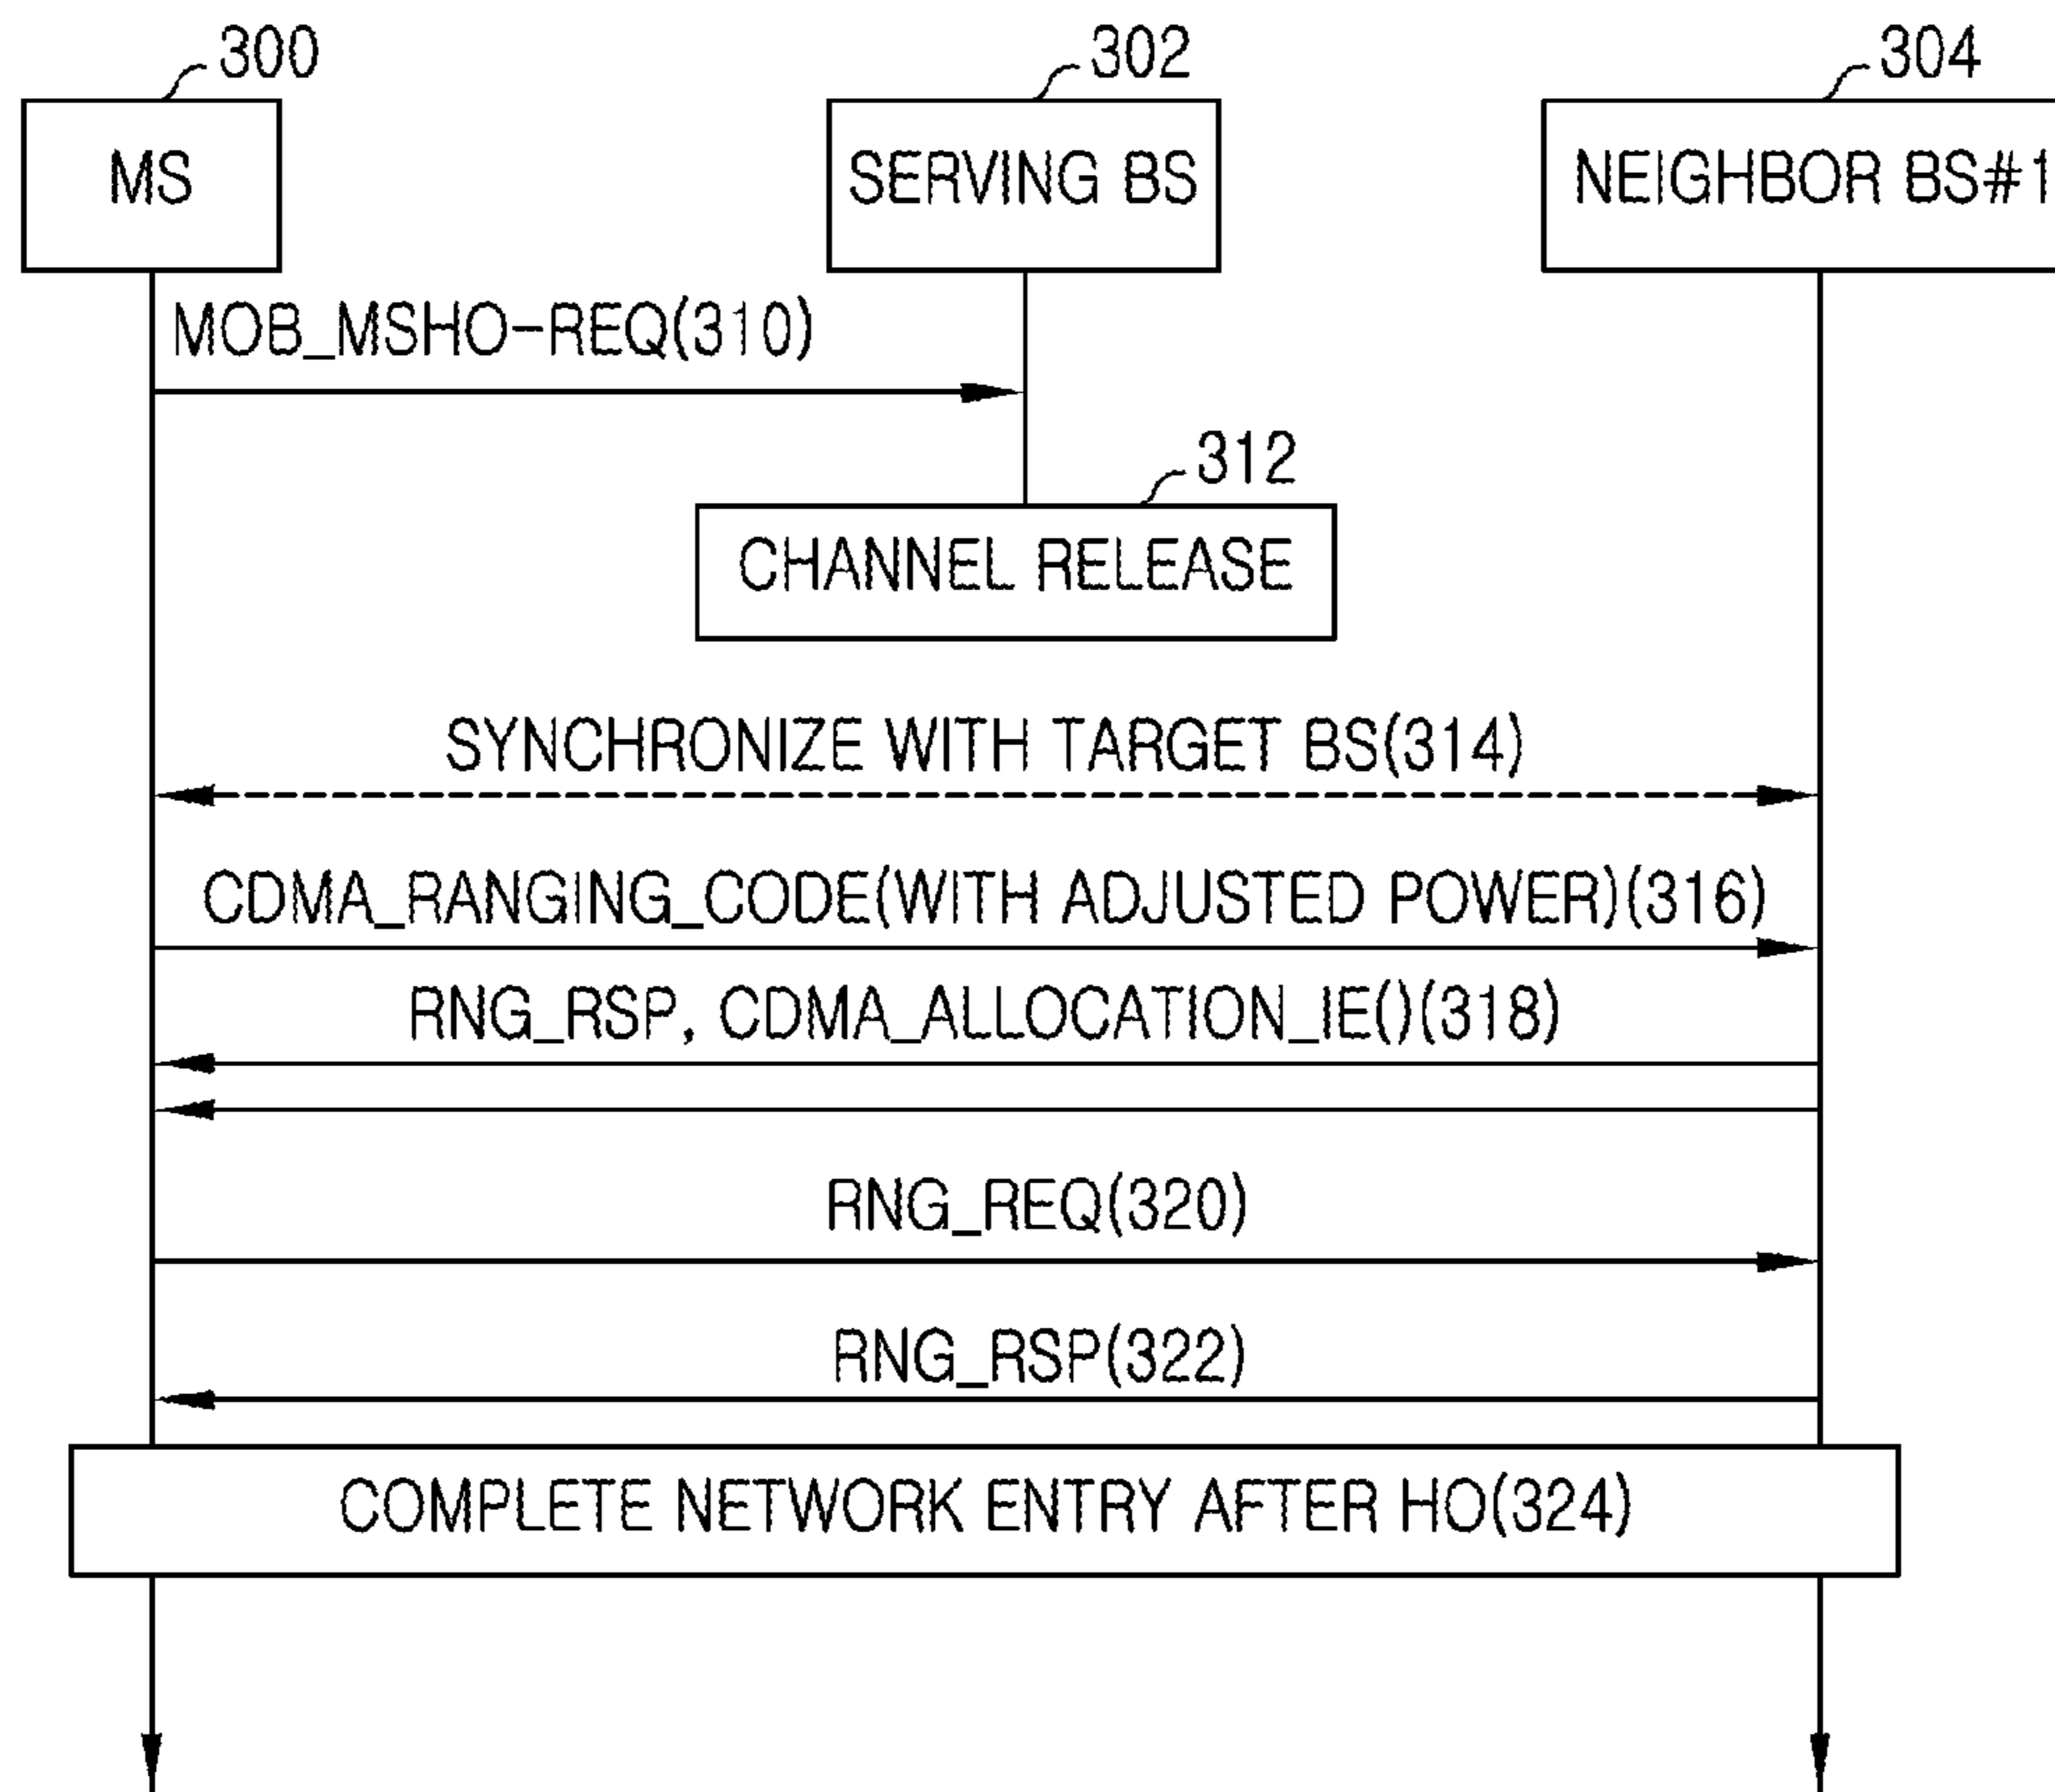 300
302
304
MS
SERVING BS
NEIGHBOR BS#1
MOB_MSHO-REQ(310)
312
CHANNEL RELEASE
SYNCHRONIZE WITH TARGET BS(314)
CDMA_RANGING_CODE(WITH ADJUSTED POWER)(316)
RNG_RSP, CDMA_ALLOCATION_IE()(318)
RNG_REQ(320)
RNG_RSP(322)
COMPLETE NETWORK ENTRY AFTER HO(324)